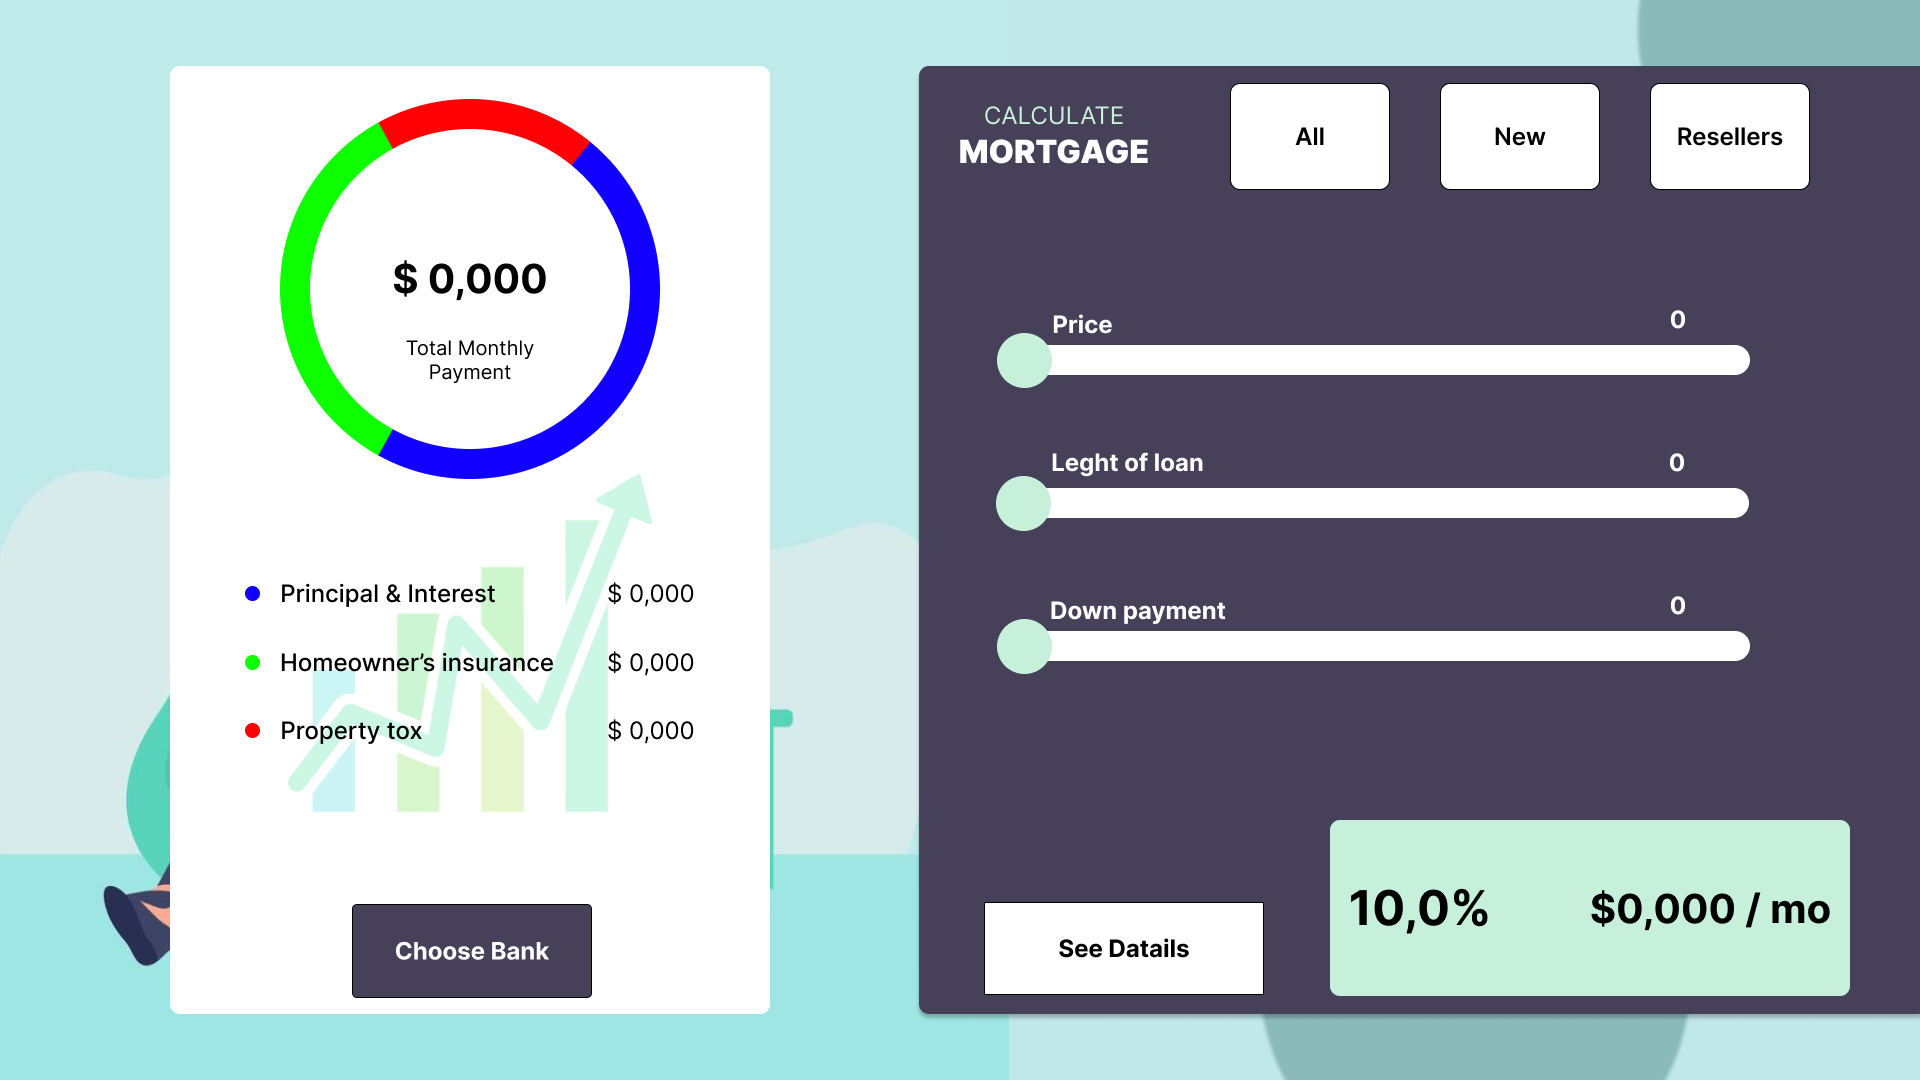 $ 0,000
Total Monthly
Payment
Principal & Interest $ 0,000
Homeowner’s insurance $ 0,000
Property tox $ 0,000
Choose Bank
CALCULATE
MORTGAGE
All
New
Resellers
Price 0
Leght of loan 0
Down payment 0
See Datails
10,0% $0,000 / mo